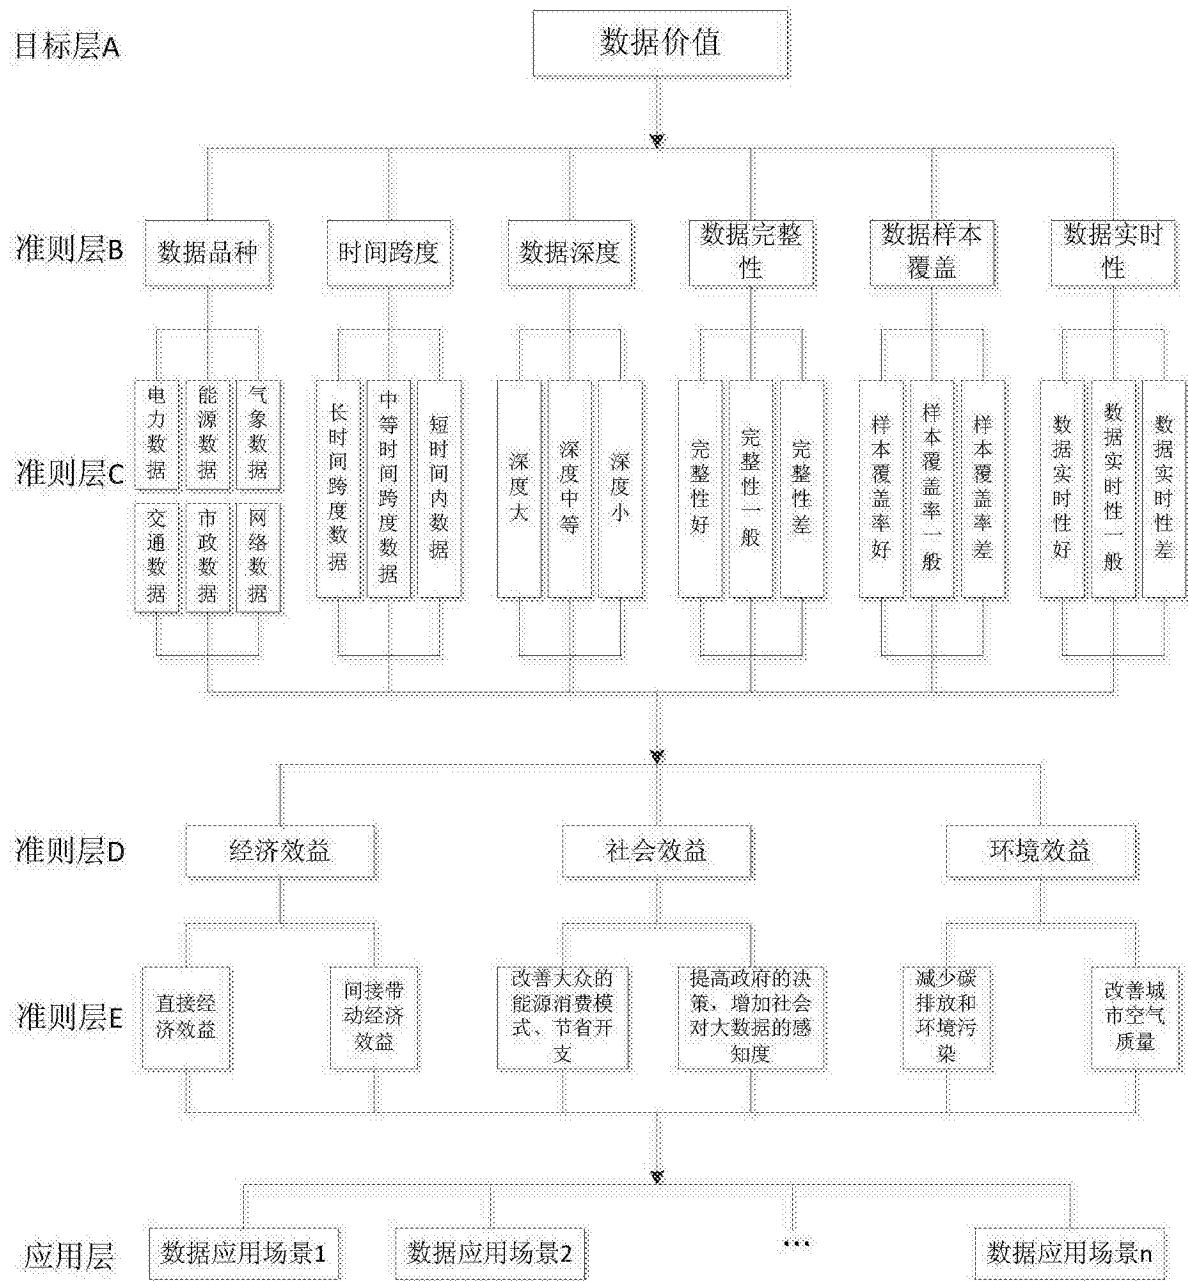 目标层A
数据价值
准则层B
数据品种
时间跨度
数据深度
数据完整
性
数据样本
覆盖
数据实时
性
准则层C
电力数据
能源数据
气象数据
交通数据
市政数据
网络数据
长时间跨度数据
中等时间跨度数据
短时间内数据
深度大
深度中等
深度小
完整性好
完整性一般
完整性差
样本覆盖率好
样本覆盖率一般
样本覆盖率差
数据实时性好
数据实时性一般
数据实时性差
准则层D
经济效益
社会效益
环境效益
准则层E
直接经
济效益
间接带
动经济
效益
改善大众的
能源消费模
式、节省开
支
提高政府的决
策，增加社会
对大数据的感
知度
减少碳
排放和
环境污
染
改善城
市空气
质量
应用层
数据应用场景1
数据应用场景2
...
数据应用场景n